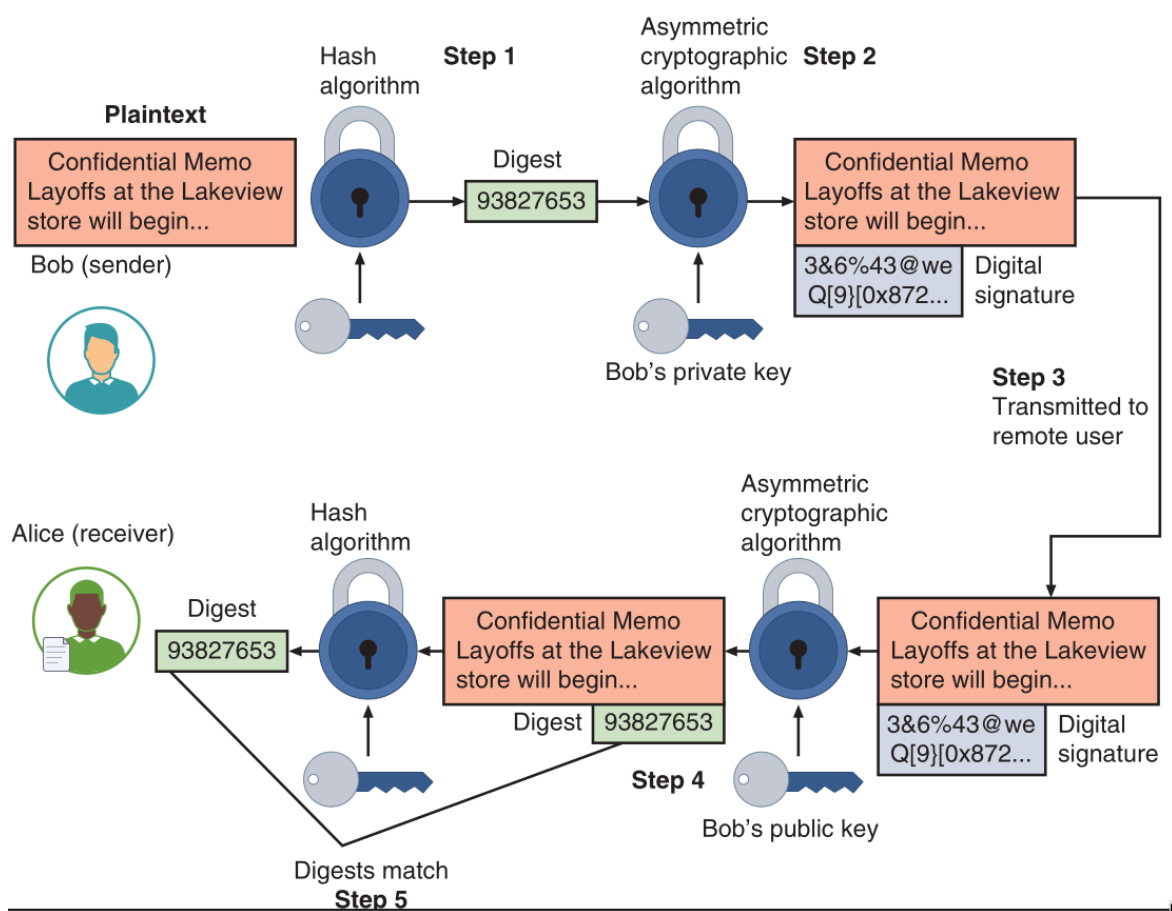 Hash
algorithm
Step 1
Asymmetric
cryptographic
algorithm
Step 2
Plaintext
Confidential Memo
Layoffs at the Lakeview
store will begin...
Digest
93827653
Confidential Memo
Layoffs at the Lakeview
store will begin...
Bob (sender)
3&6%43@we
Q[9}[0x872...
Digital
signature
Bob's private key
Step 3
Transmitted to
remote user
Alice (receiver)
Hash
algorithm
Asymmetric
cryptographic
algorithm
Digest
93827653
Confidential Memo
Layoffs at the Lakeview
store will begin...
Digest
93827653
Confidential Memo
Layoffs at the Lakeview
store will begin...
3&6%43@we
Q[9}[0x872...
Digital
signature
Step 4
Bob's public key
Digests match
Step 5